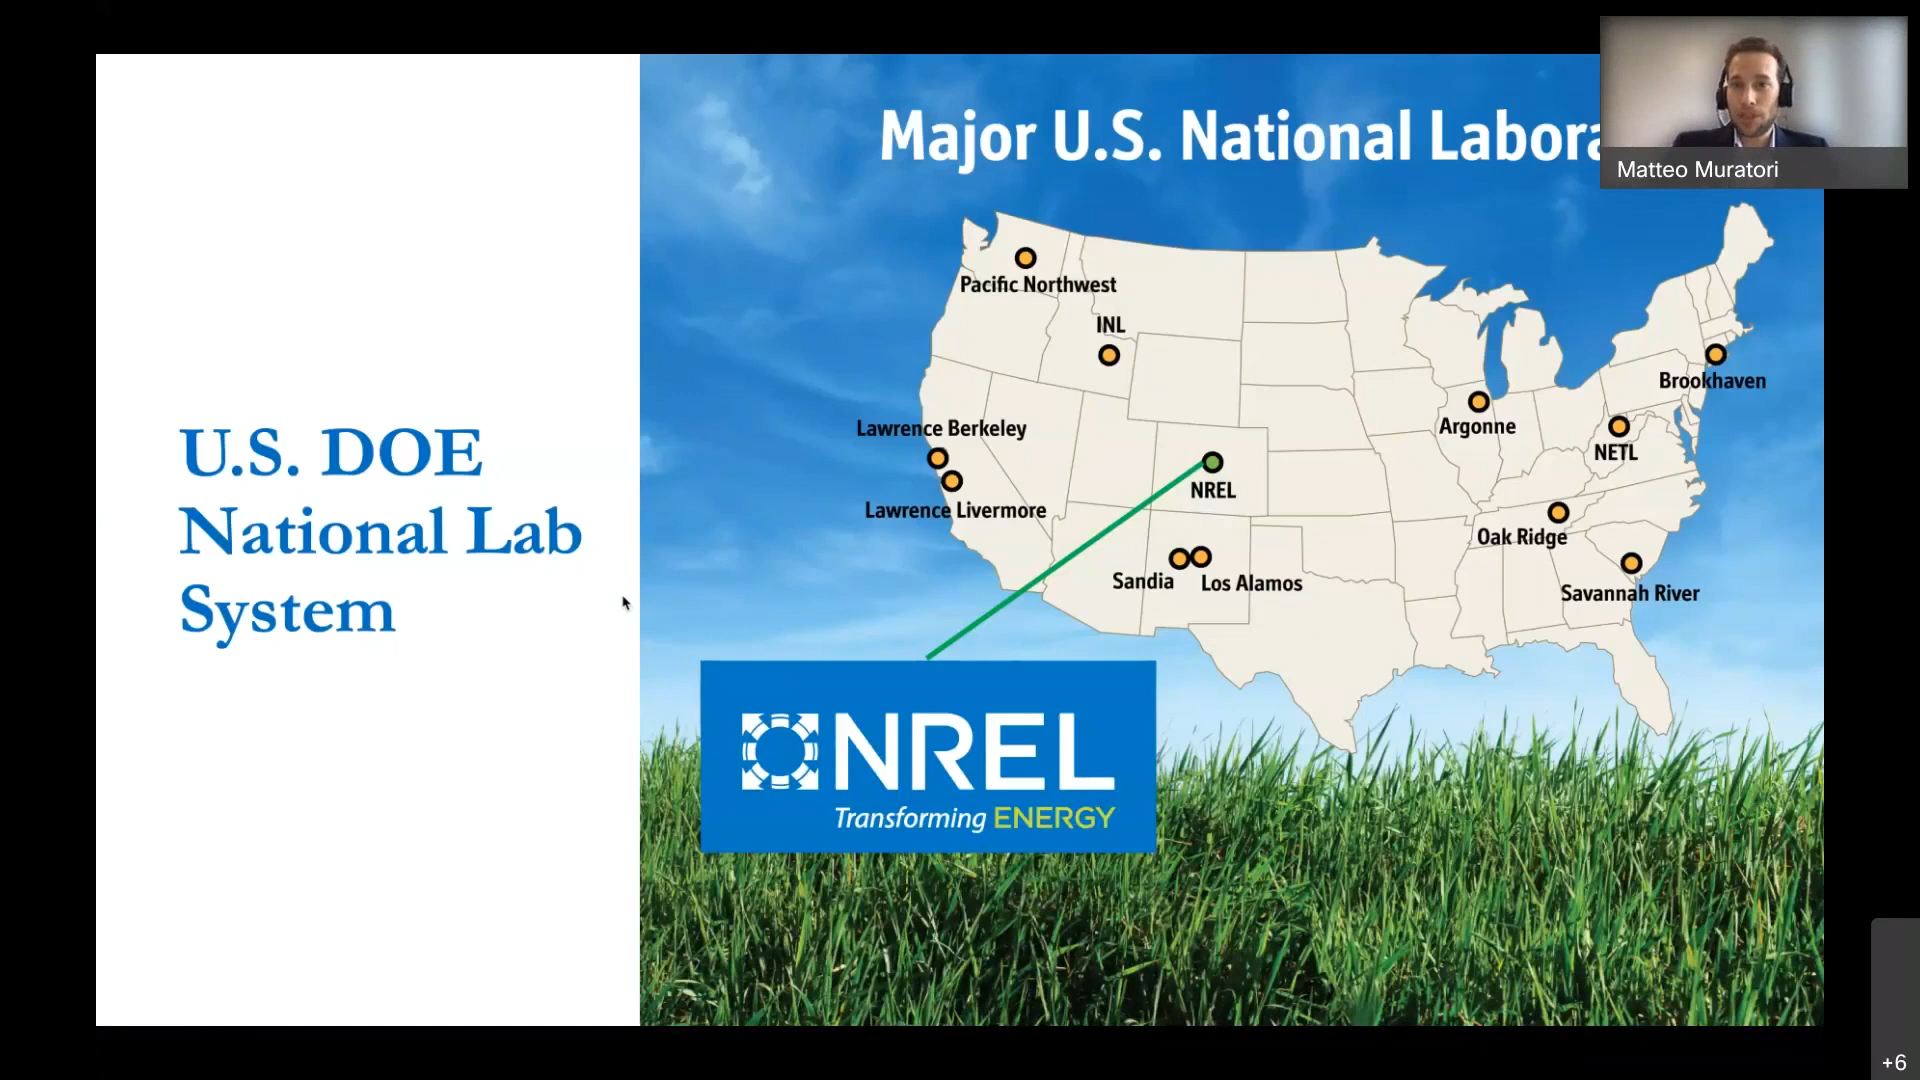 U.S. DOE
National Lab
System
Major U.S. National Labora
Matteo Muratori
Pacific Northwest
INL
Lawrence Berkeley
Lawrence Livermore
NREL
Sandia
Los Alamos
Argonne
Brookhaven
NETL
Oak Ridge
Savannah River
NREL
Transforming ENERGY
+6